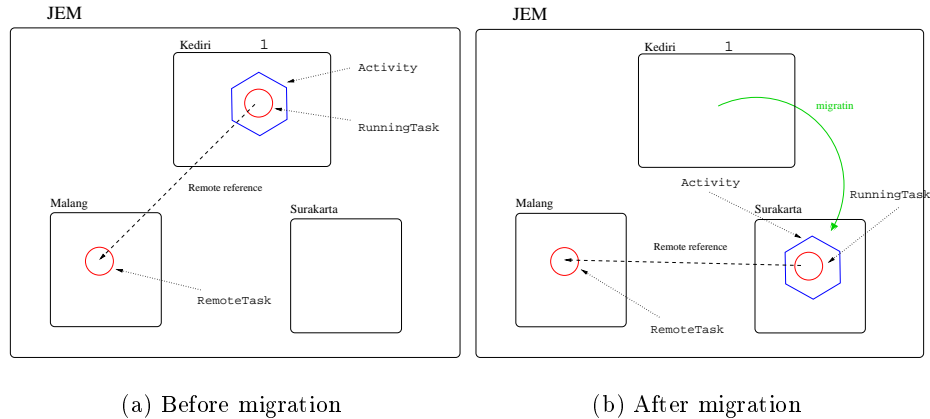 JEM
Kediri 1
Activity
RunningTask
Remote reference
Malang
Surakarta
RemoteTask
(a) Before migration
JEM
Kediri 1
migratin
Activity
RunningTask
Malang
Surakarta
Remote reference
RemoteTask
(b) After migration